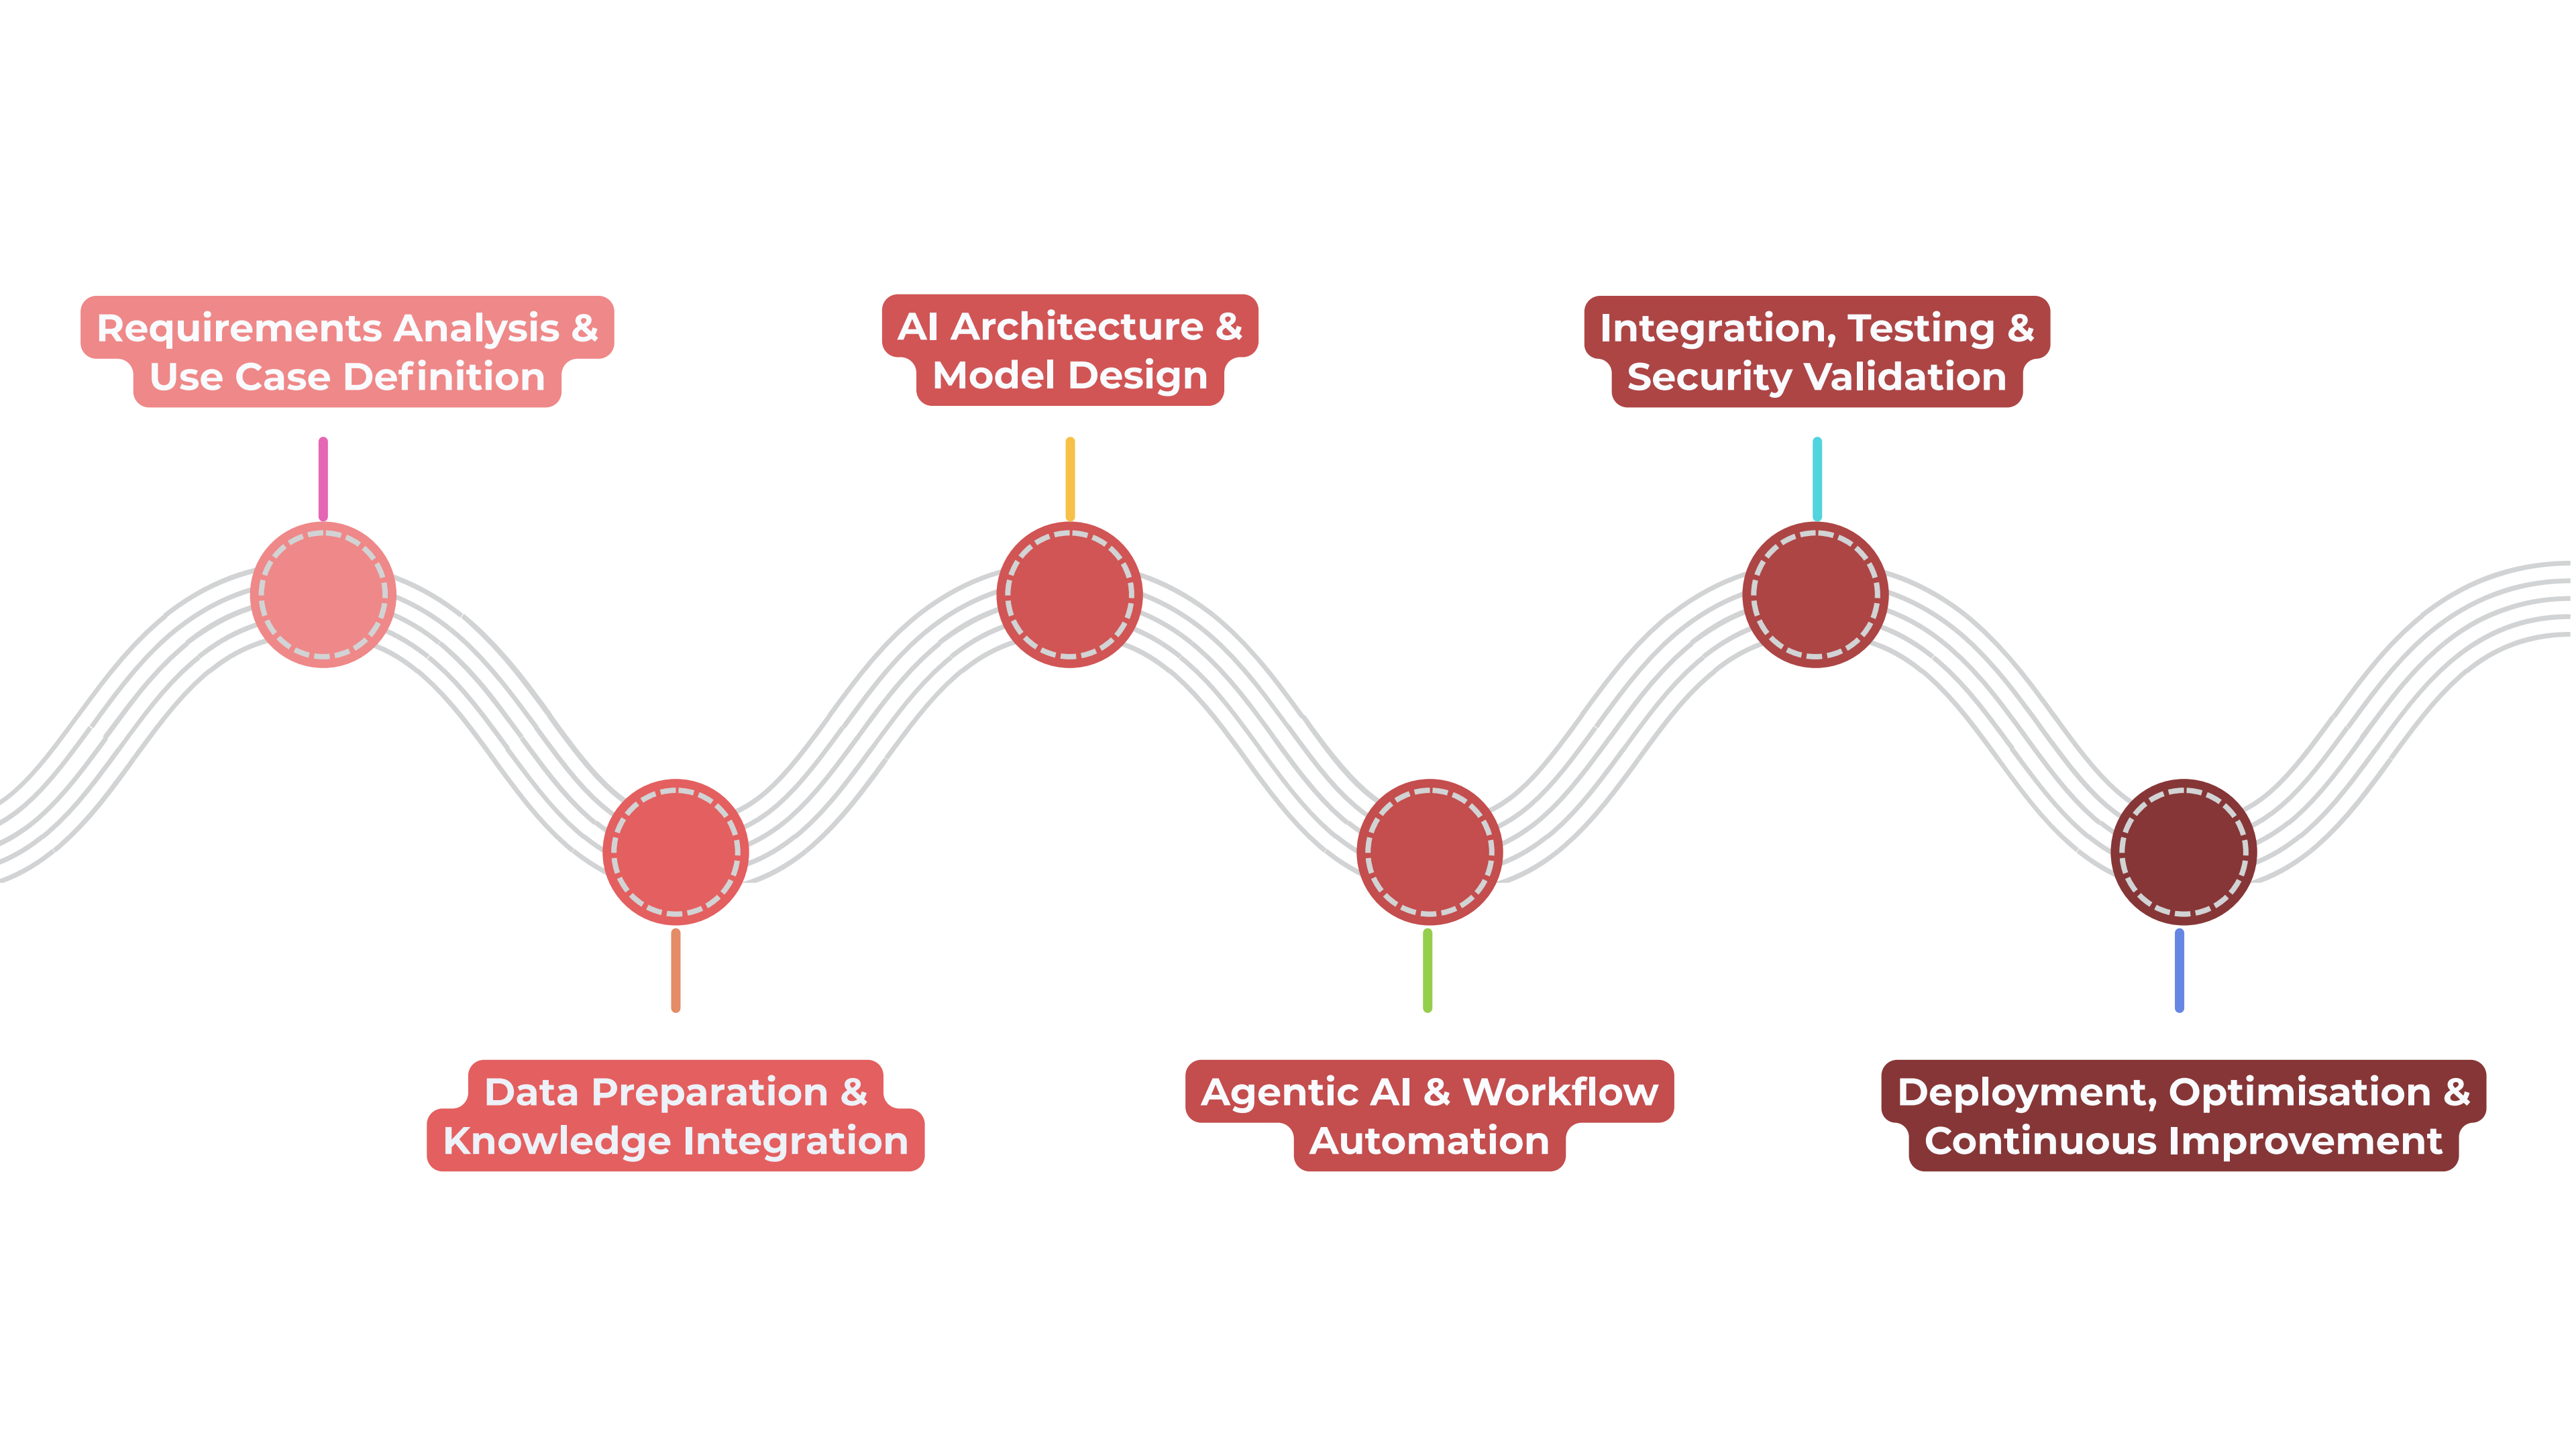 Requirements Analysis &
Use Case Definition
Data Preparation &
Knowledge Integration
AI Architecture &
Model Design
Agentic AI & Workflow
Automation
Integration, Testing &
Security Validation
Deployment, Optimisation &
Continuous Improvement